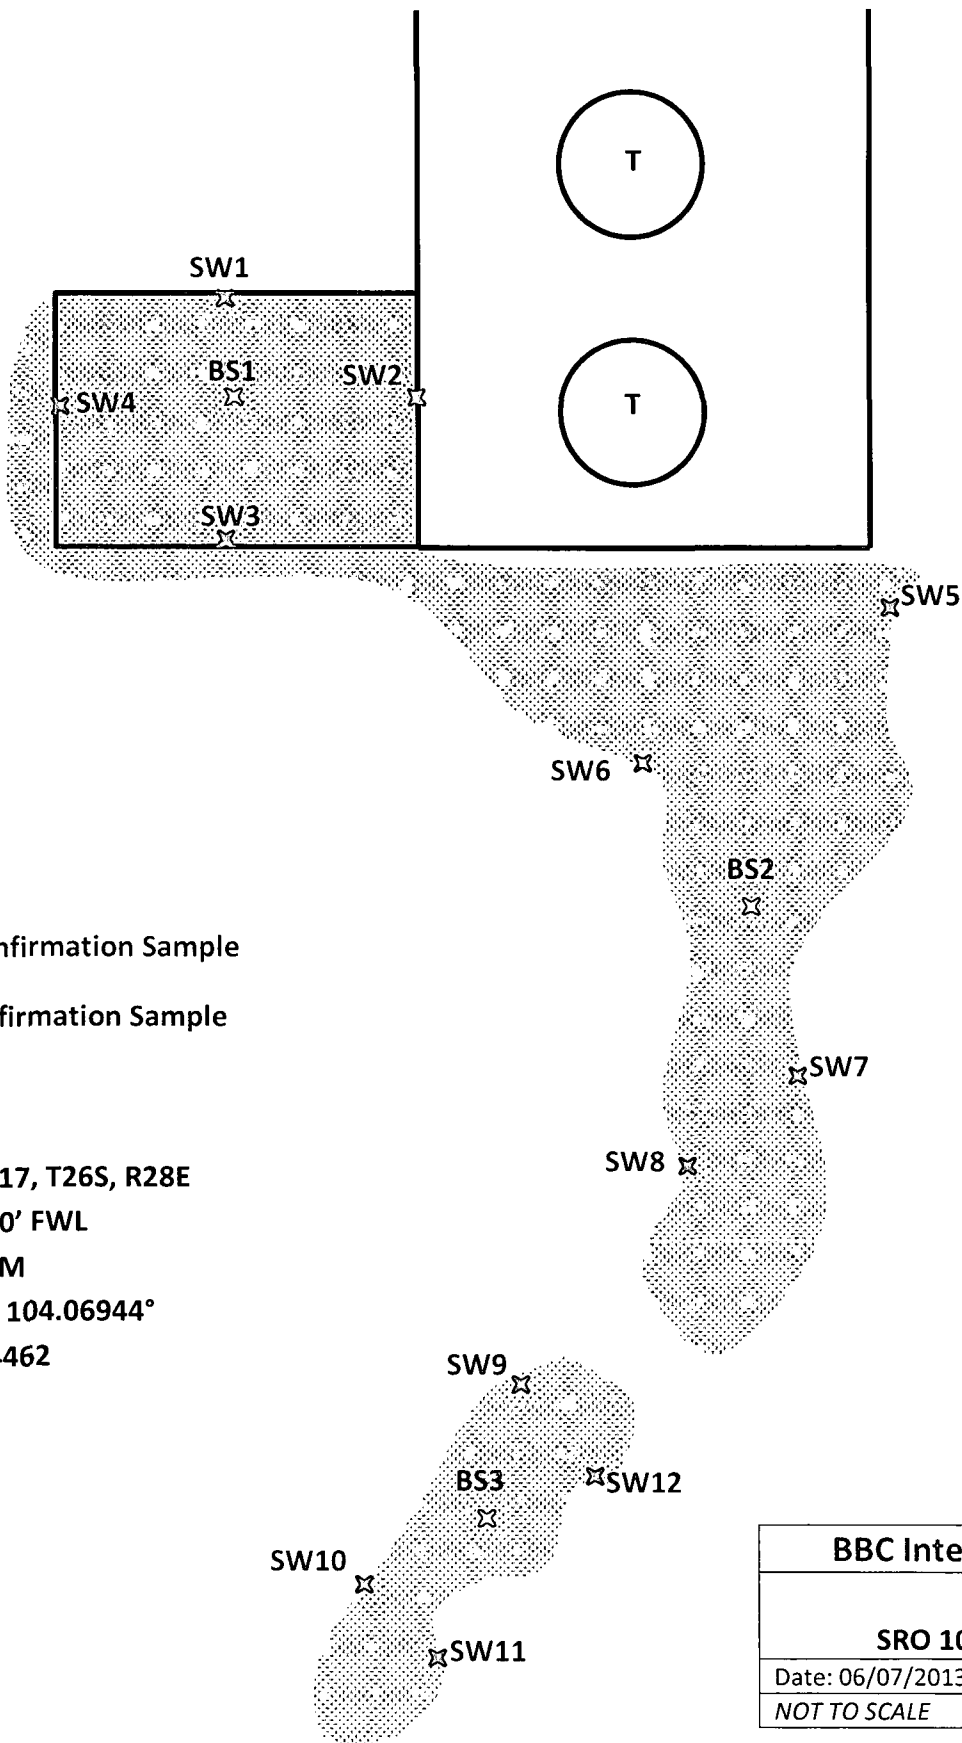 T
SW1
BS1
SW2
SW4
T
SW3
SW5
SW6
BS2
nfirmation Sample
firmation Sample
SW7
SW8
17, T26S, R28E
0' FWL
M
104.06944°
462
SW9
BS3
SW12
SW10
SW11
BBC Inte
SRO 10
Date: 06/07/2013
NOT TO SCALE